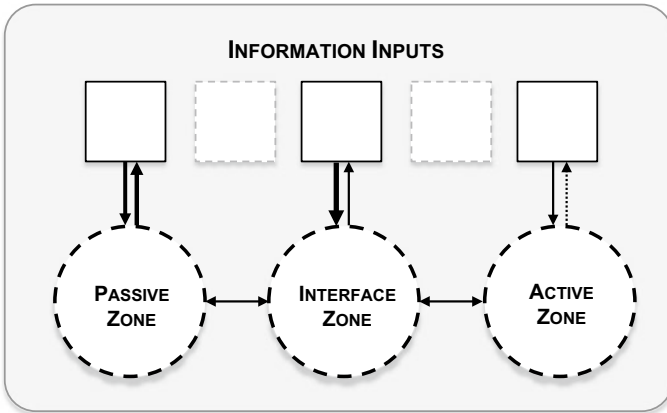 INFORMATION INPUTS
PASSIVE
ZONE
INTERFACE
ZONE
ACTIVE
ZONE